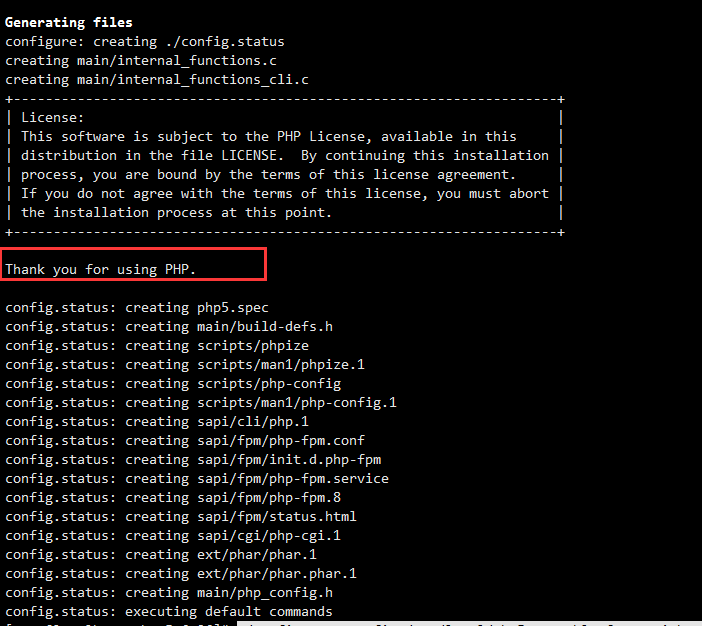 Generating files
configure: creating ./config.status
creating main/internal_functions.c
creating main/internal_functions_cli.c
+--------------------------------------------------------------------+
| License:                                                           |
| This software is subject to the PHP License, available in this     |
| distribution in the file LICENSE.  By continuing this installation |
| process, you are bound by the terms of this license agreement.     |
| If you do not agree with the terms of this license, you must abort |
| the installation process at this point.                            |
+--------------------------------------------------------------------+
Thank you for using PHP.
config.status: creating php5.spec
config.status: creating main/build-defs.h
config.status: creating scripts/phpize
config.status: creating scripts/man1/phpize.1
config.status: creating scripts/php-config
config.status: creating scripts/man1/php-config.1
config.status: creating sapi/cli/php.1
config.status: creating sapi/fpm/php-fpm.conf
config.status: creating sapi/fpm/init.d.php-fpm
config.status: creating sapi/fpm/php-fpm.service
config.status: creating sapi/fpm/php-fpm.8
config.status: creating sapi/fpm/status.html
config.status: creating sapi/cgi/php-cgi.1
config.status: creating ext/phar/phar.1
config.status: creating ext/phar/phar.phar.1
config.status: creating main/php_config.h
config.status: executing default commands